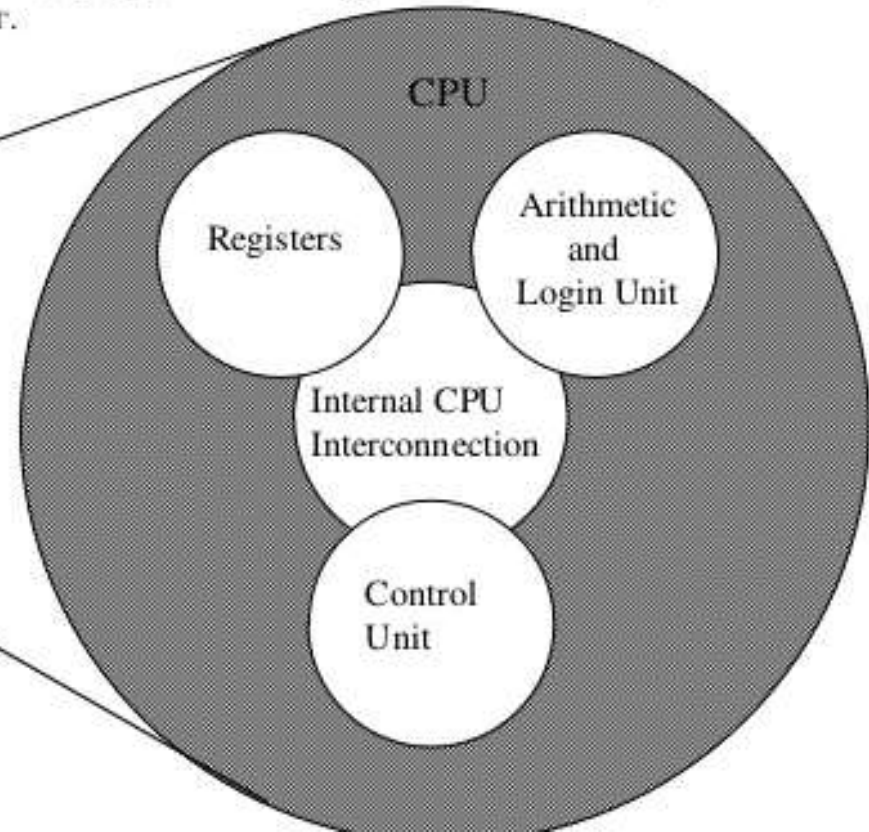 r.
CPU
Registers
Arithmetic
and
Login Unit
Internal CPU
Interconnection
Control
Unit